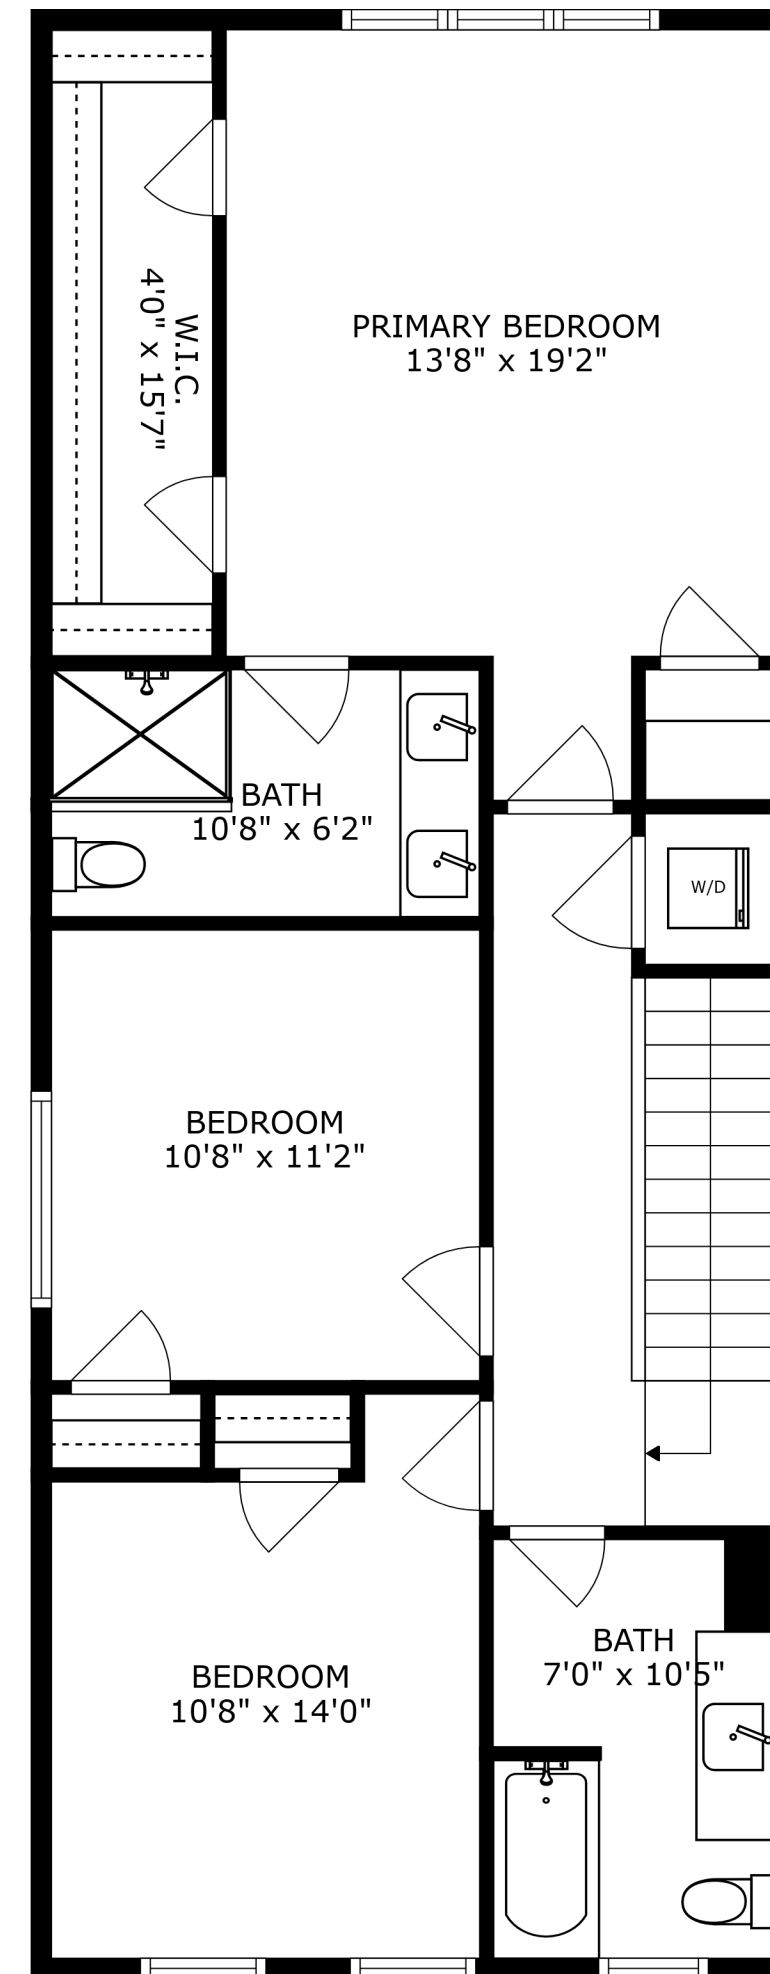 PRIMARY BEDROOM
13'8" x 19'2"
W.I.C.
4'0" x 15'7"
BATH
10'8" x 6'2"
W/D
BEDROOM
10'8" x 11'2"
BATH
7'0" x 10'5"
BEDROOM
10'8" x 14'0"